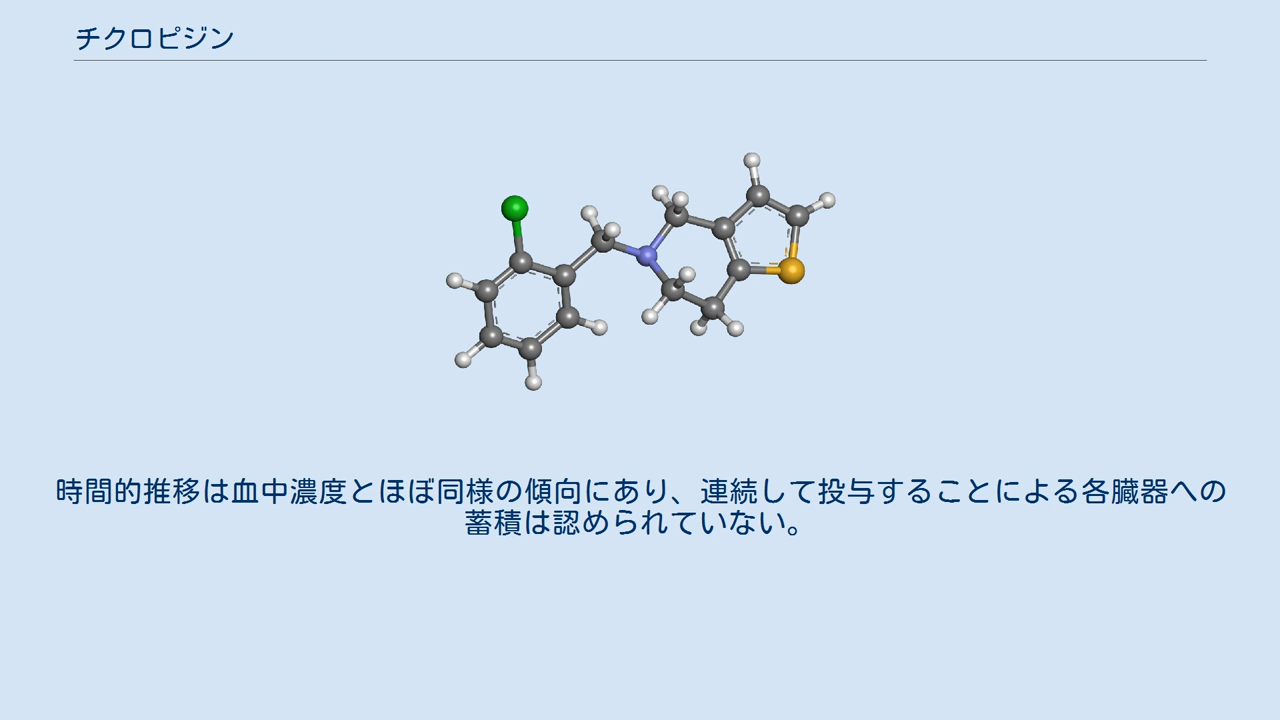 チクロピジン
時間的推移は血中濃度とほぼ同様の傾向にあり、連続して投与することによる各臓器への
蓄積は認められていない。